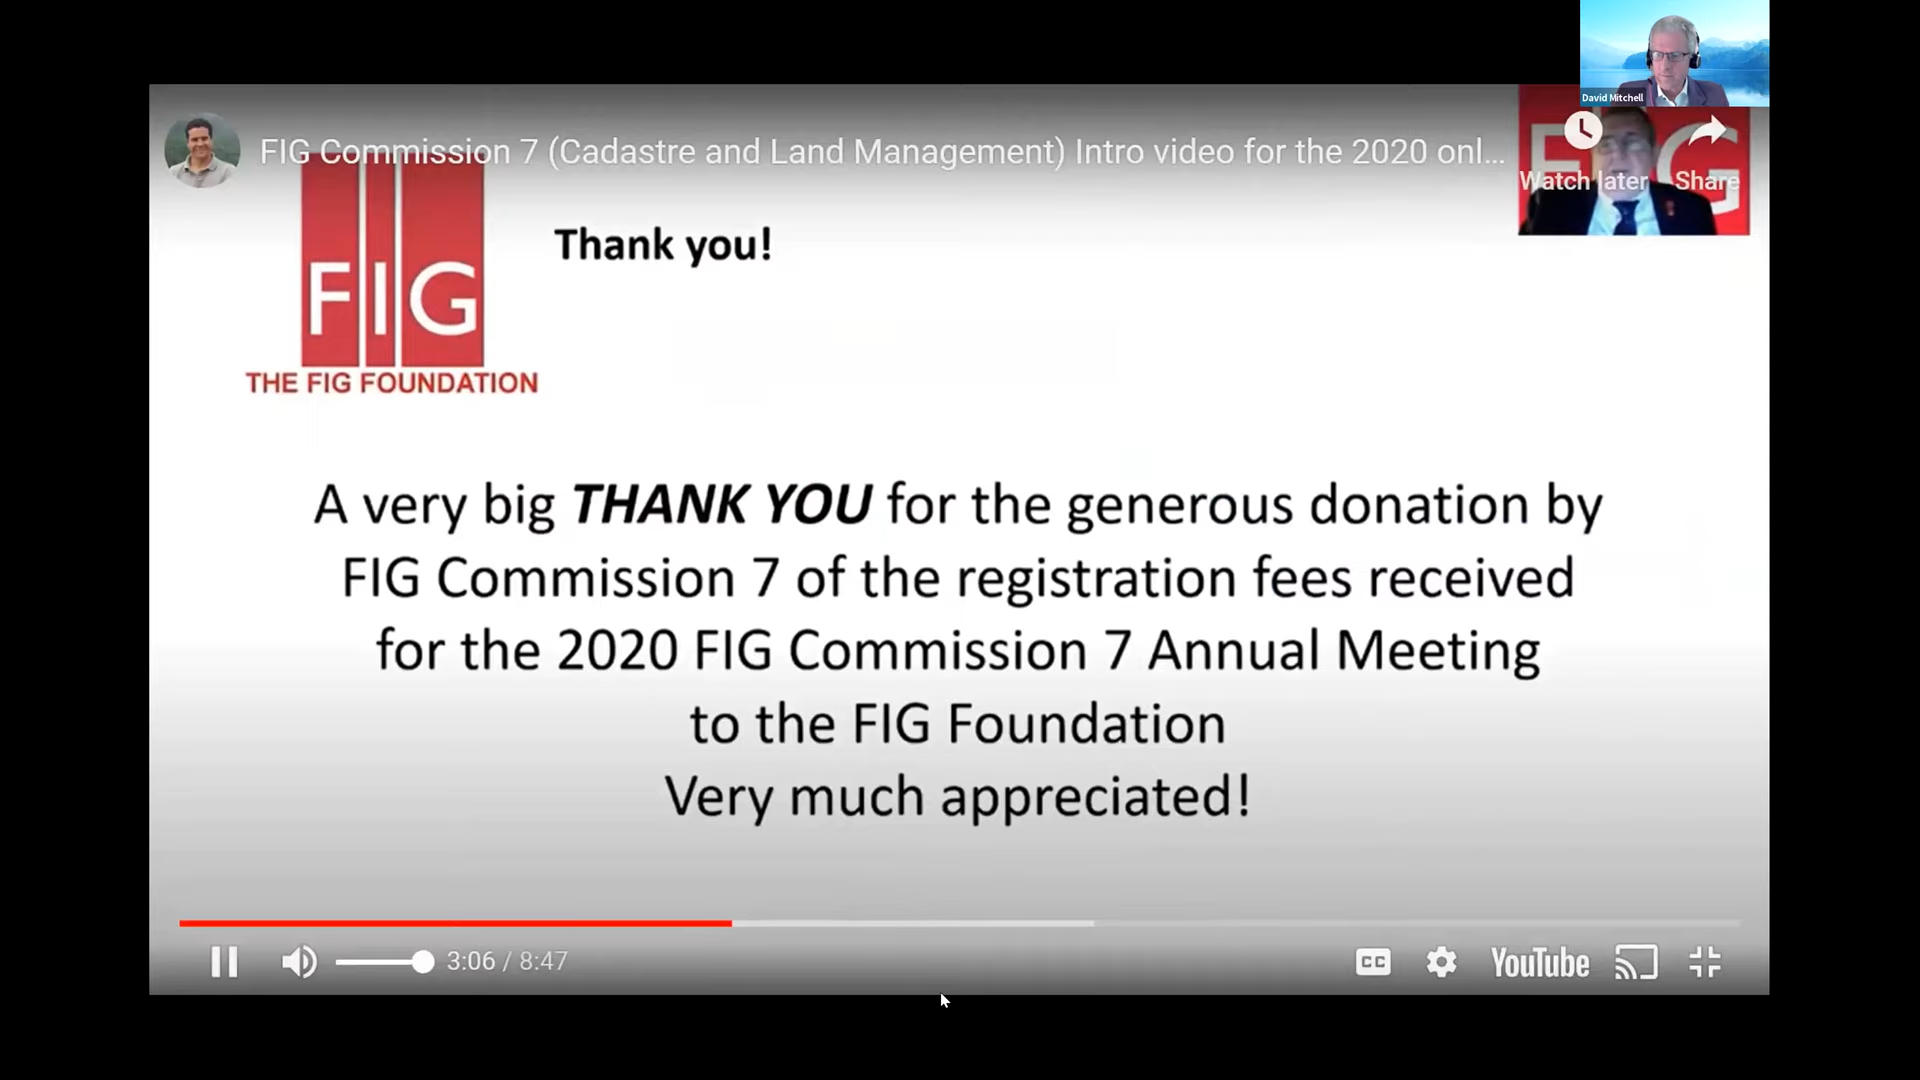 David Mitchell
FIG Commission 7 (Cadastre and Land Management) Intro video for the 2020 onl...
Watch later
Share
FIG
FIG
THE FIG FOUNDATION
Thank you!
A very big THANK YOU for the generous donation by
FIG Commission 7 of the registration fees received
for the 2020 FIG Commission 7 Annual Meeting
to the FIG Foundation
Very much appreciated!
3:06 / 8:47
CC
YouTube